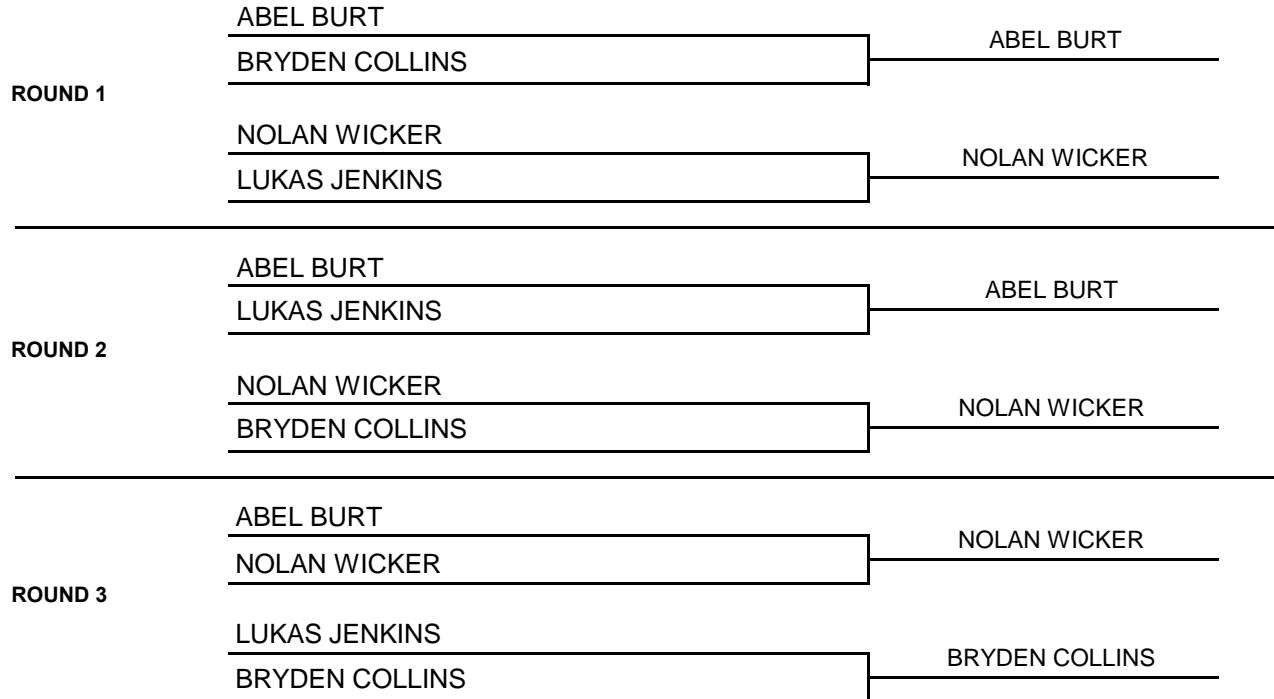 ABEL BURT
ABEL BURT
BRYDEN COLLINS
ROUND 1
NOLAN WICKER
NOLAN WICKER
LUKAS JENKINS
ABEL BURT
ABEL BURT
LUKAS JENKINS
ROUND 2
NOLAN WICKER
NOLAN WICKER
BRYDEN COLLINS
ABEL BURT
NOLAN WICKER
NOLAN WICKER
ROUND 3
LUKAS JENKINS
BRYDEN COLLINS
BRYDEN COLLINS